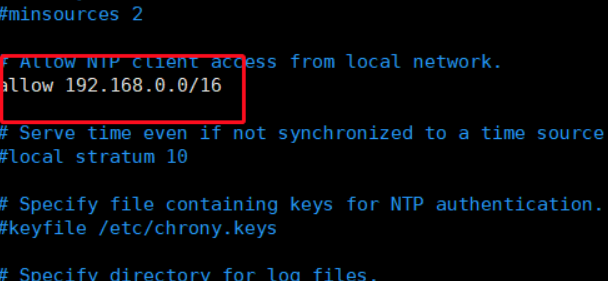 #minsources 2
# Allow NTP client access from local network.
allow 192.168.0.0/16
# Serve time even if not synchronized to a time source
#local stratum 10
# Specify file containing keys for NTP authentication.
#keyfile /etc/chrony.keys
# Specify directory for log files.